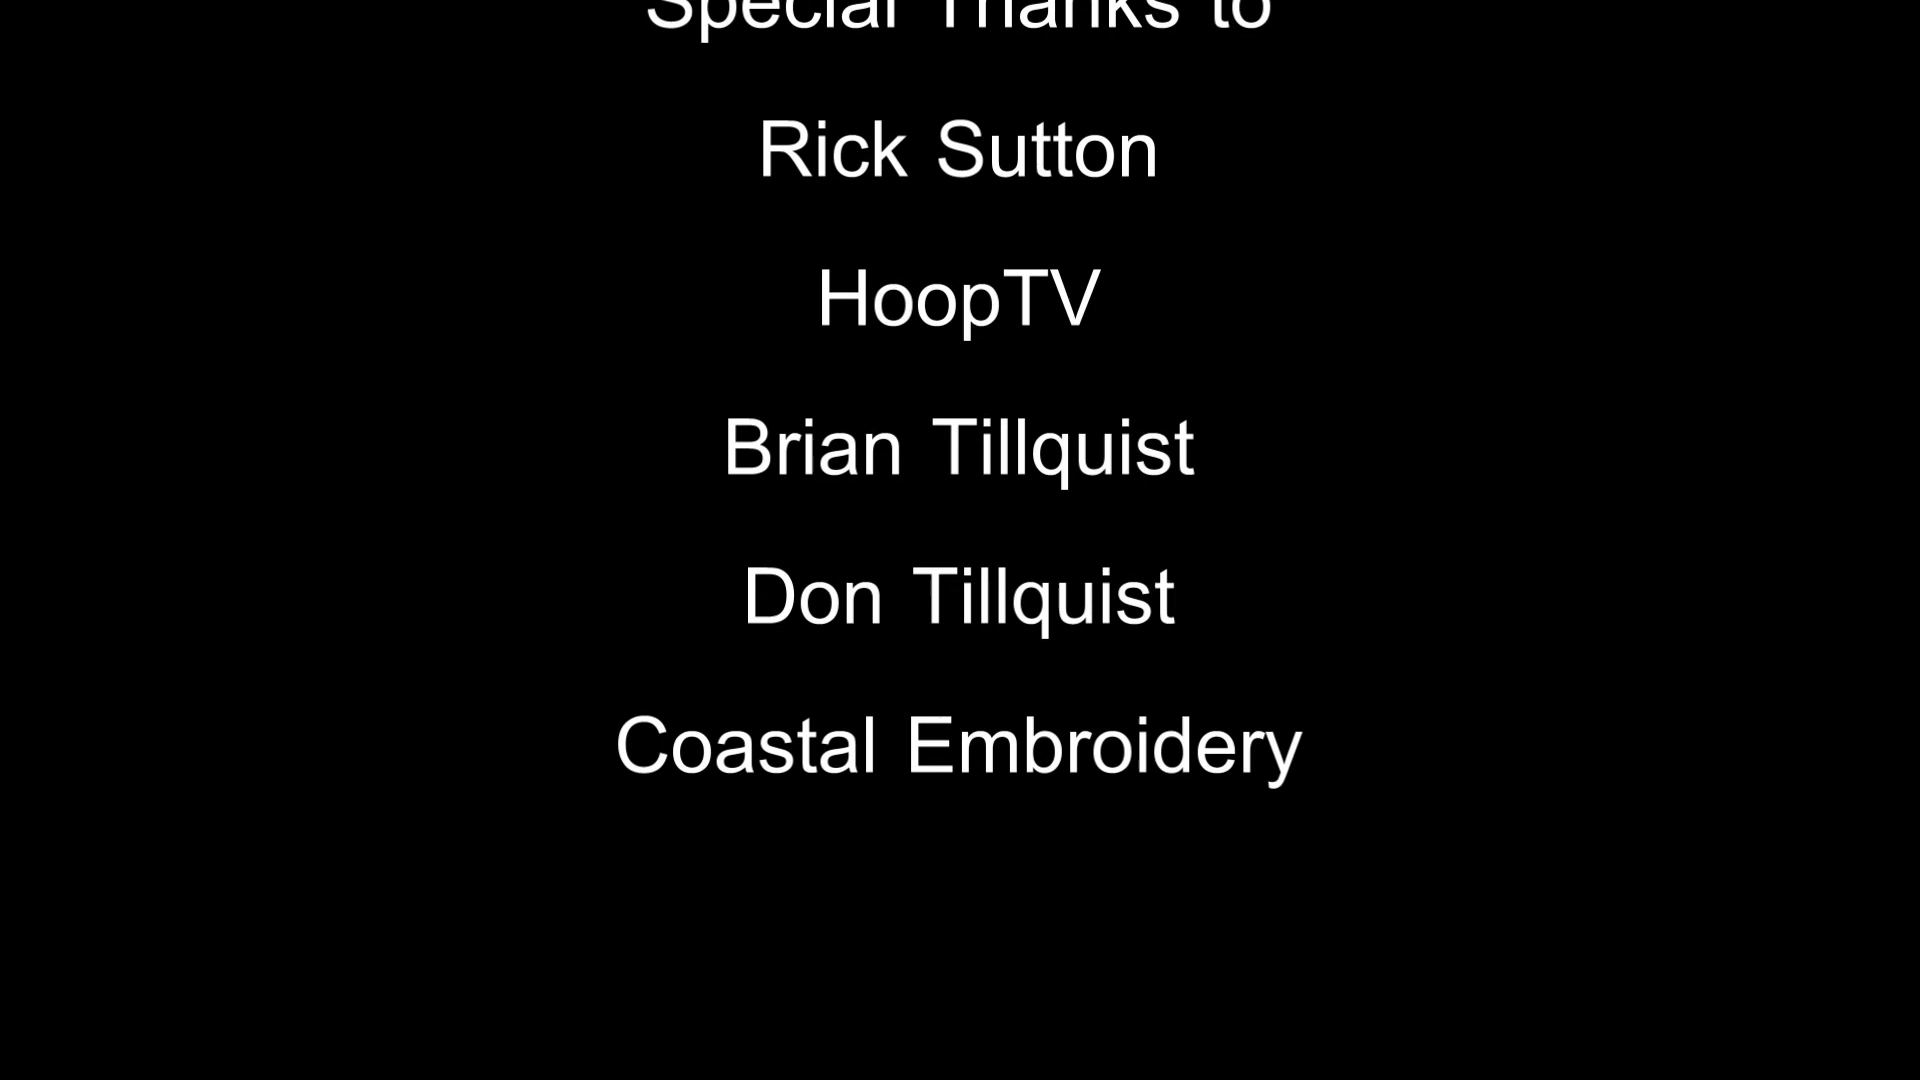 Special Thanks to
Rick Sutton
HoopTV
Brian Tillquist
Don Tillquist
Coastal Embroidery